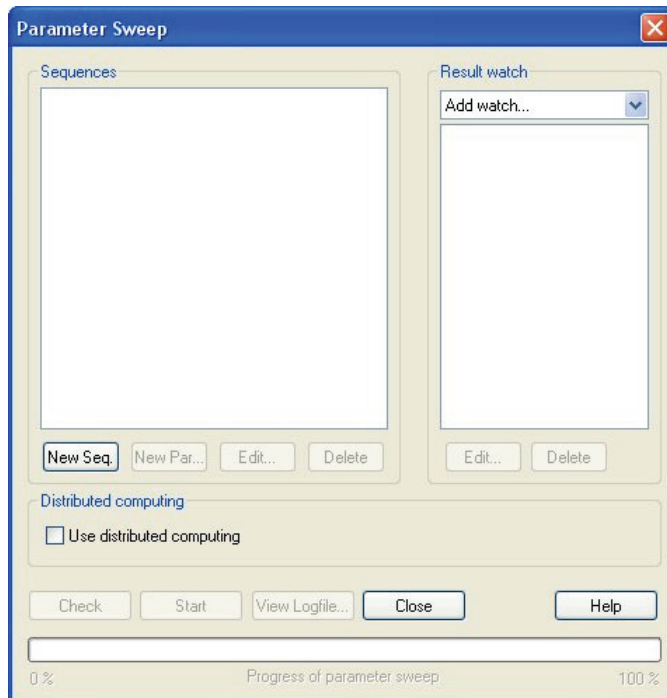 Parameter Sweep
Sequences
Result watch
Add watch...
New Seq. New Par... Edit... Delete
Edit... Delete
Distributed computing
Use distributed computing
Check Start View Logfile... Close Help
0 % Progress of parameter sweep 100 %